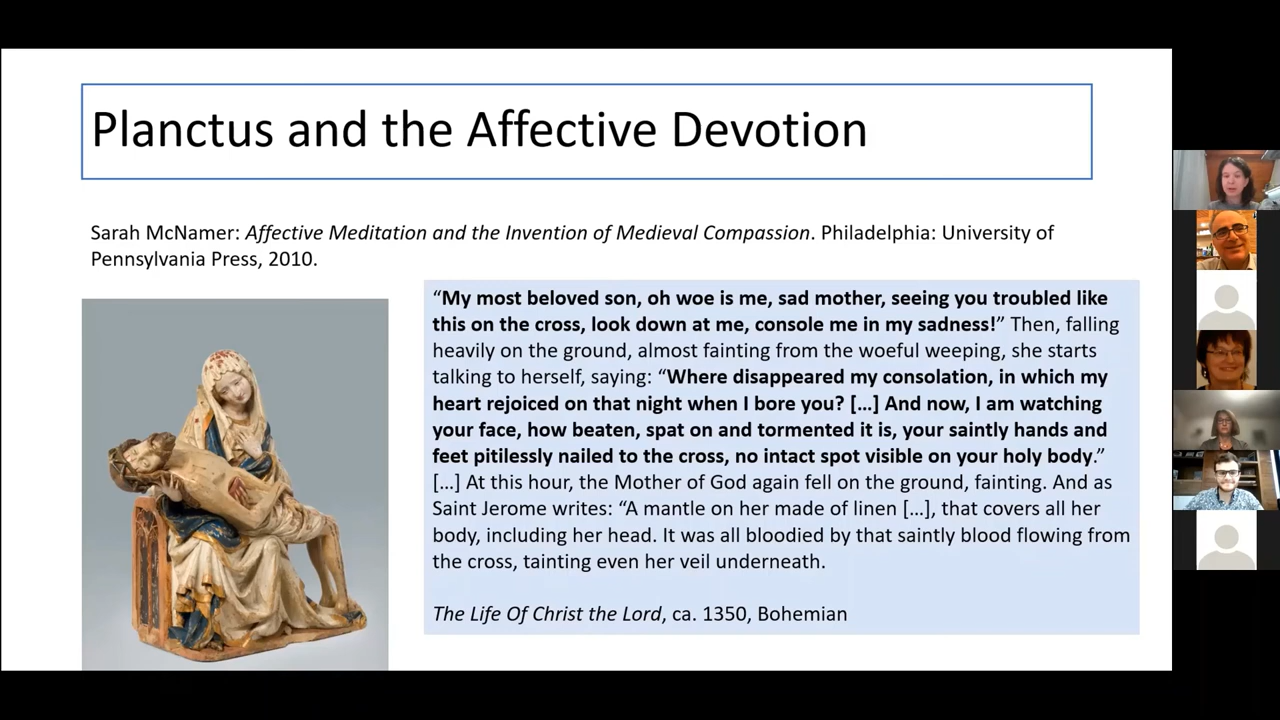 Planctus and the Affective Devotion
Sarah McNamer: Affective Meditation and the Invention of Medieval Compassion. Philadelphia: University of
Pennsylvania Press, 2010.
“My most beloved son, oh woe is me, sad mother, seeing you troubled like
this on the cross, look down at me, console me in my sadness!” Then, falling
heavily on the ground, almost fainting from the woeful weeping, she starts
talking to herself, saying: “Where disappeared my consolation, in which my
heart rejoiced on that night when I bore you? […] And now, I am watching
your face, how beaten, spat on and tormented it is, your saintly hands and
feet pitilessly nailed to the cross, no intact spot visible on your holy body.”
[…] At this hour, the Mother of God again fell on the ground, fainting. And as
Saint Jerome writes: “A mantle on her made of linen […], that covers all her
body, including her head. It was all bloodied by that saintly blood flowing from
the cross, tainting even her veil underneath.
The Life Of Christ the Lord, ca. 1350, Bohemian